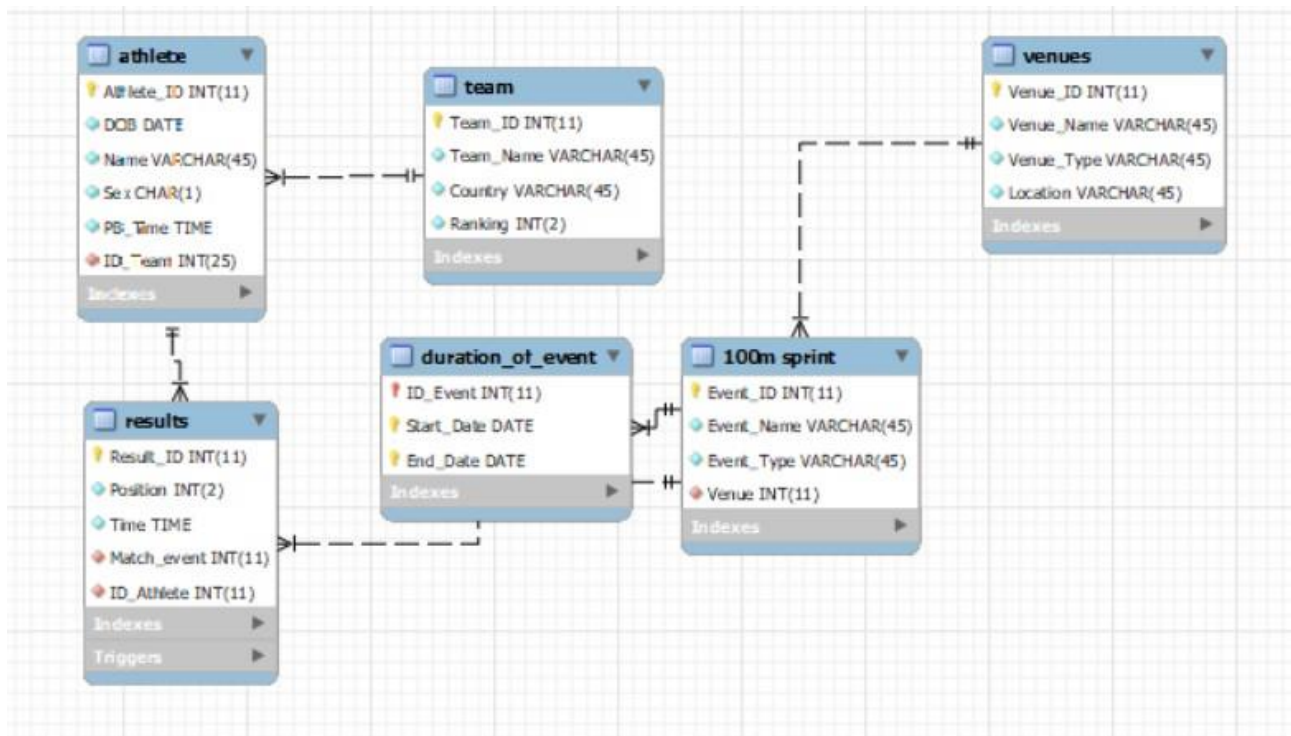 athlete
Athlete_ID INT(11)
DOB DATE
Name VARCHAR(45)
Sex CHAR(1)
PB_Time TIME
ID_Team INT(25)
Indexes
team
Team_ID INT(11)
Team_Name VARCHAR(45)
Country VARCHAR(45)
Ranking INT(2)
Indexes
venues
Venue_ID INT(11)
Venue_Name VARCHAR(45)
Venue_Type VARCHAR(45)
Location VARCHAR(45)
Indexes
results
Result_ID INT(11)
Position INT(2)
Time TIME
Match_event INT(11)
ID_Athlete INT(11)
Indexes
Triggers
duration_of_event
ID_Event INT(11)
Start_Date DATE
End_Date DATE
Indexes
100m sprint
Event_ID INT(11)
Event_Name VARCHAR(45)
Event_Type VARCHAR(45)
Venue INT(11)
Indexes